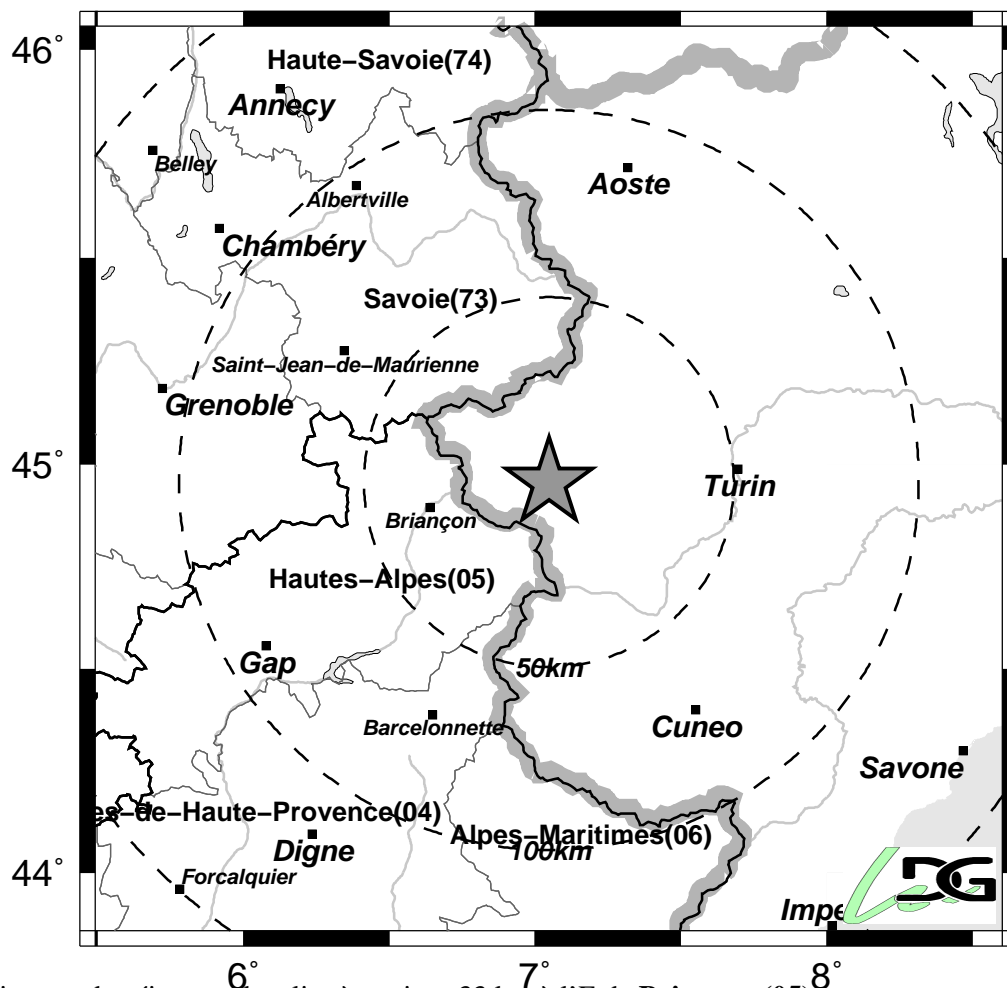 46°
Haute-Savoie(74)
Annecy
Belley
Aoste
Albertville
Chambéry
Savoie(73)
Saint-Jean-de-Maurienne
Grenoble
45°
Turin
Briançon
Hautes-Alpes(05)
50km
Gap
Barcelonnette
Cuneo
Savone
es-de-Haute-Provence(04)
Alpes-Maritimes(06)
100km
Digne
Forcalquier
44°
DG
Impe
6° 7° 8°